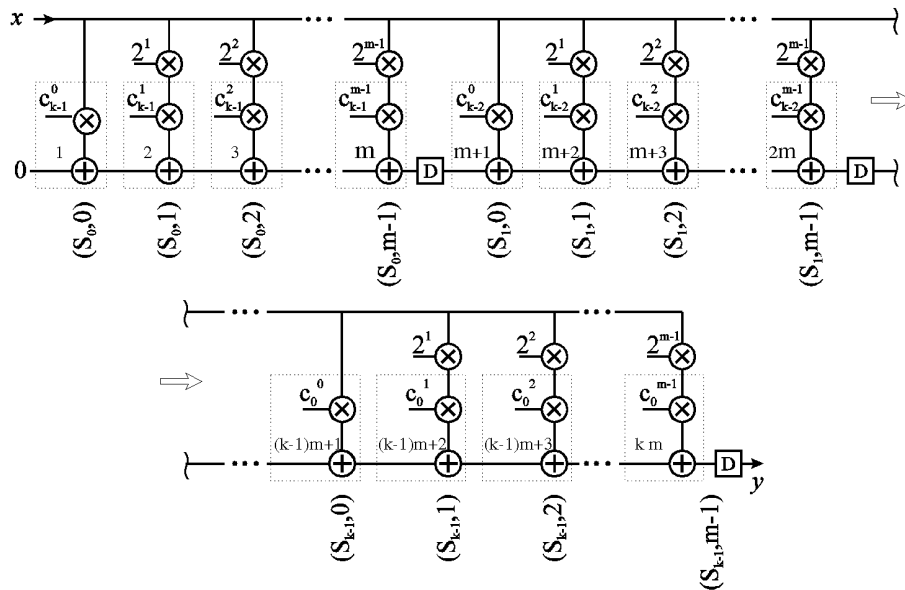 x
2^1 2^2 2^{m-1} 2^1 2^2 2^{m-1}
c_{k-1}^0 c_{k-1}^1 c_{k-1}^2 c_{k-1}^{m-1} c_{k-2}^0 c_{k-2}^1 c_{k-2}^2 c_{k-2}^{m-1}
1 2 3 m m+1 m+2 m+3 2m
0 D D
(S_0,0) (S_0,1) (S_0,2) (S_0,m-1) (S_1,0) (S_1,1) (S_1,2) (S_1,m-1)
2^1 2^2 2^{m-1}
c_0^0 c_0^1 c_0^2 c_0^{m-1}
(k-1)m+1 (k-1)m+2 (k-1)m+3 k m
D
y
(S_{k-1},0) (S_{k-1},1) (S_{k-1},2) (S_{k-1},m-1)